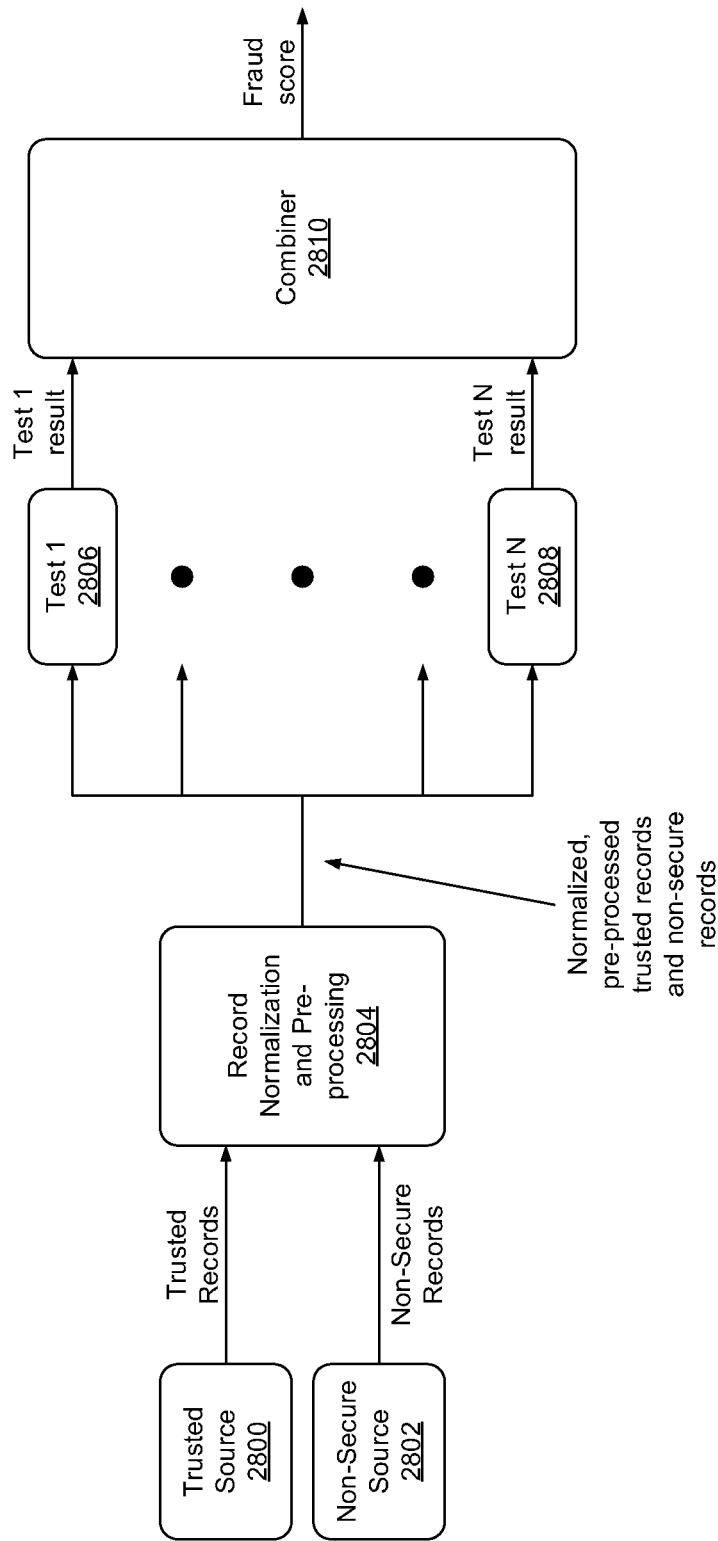 Trusted
Source
2800
Non-Secure
Source
2802
Trusted
Records
Non-Secure
Records
Record
Normalization
and Pre-
processing
2804
Normalized,
pre-processed
trusted records
and non-secure
records
Test 1
2806
Test N
2808
Test 1
result
Test N
result
Combiner
2810
Fraud
score